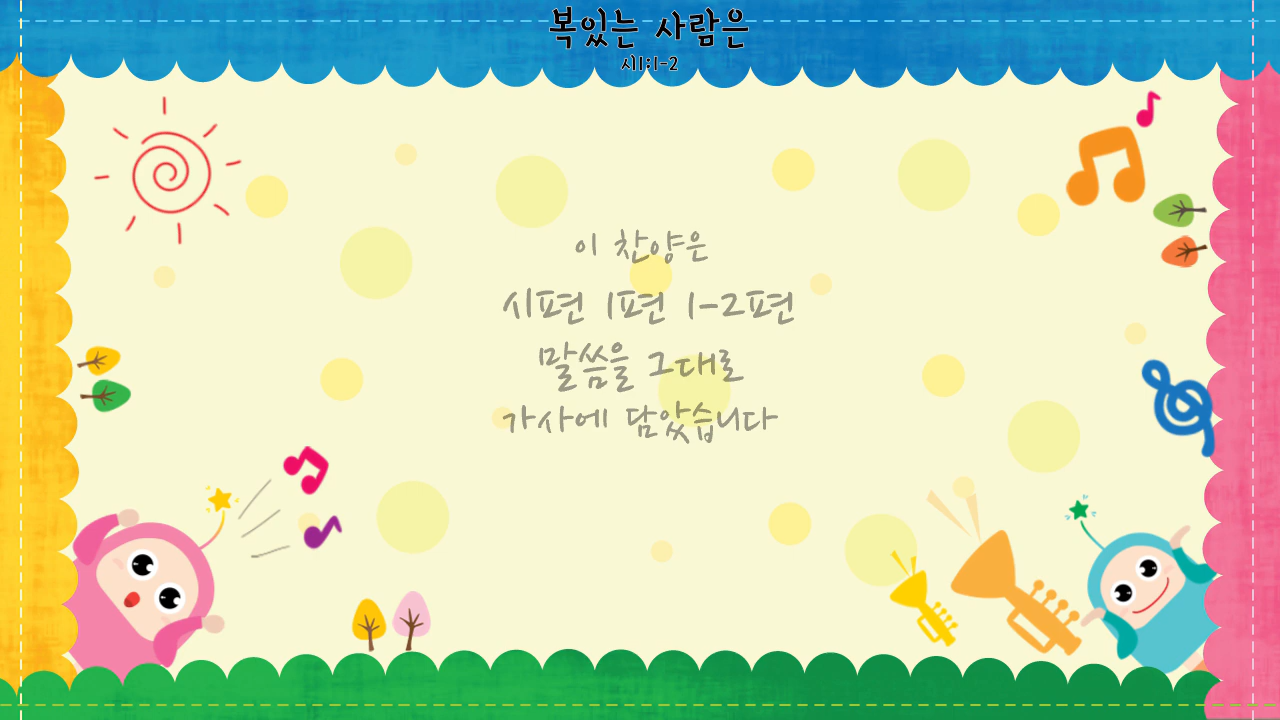 복있는 사람은
시1:1-2
이 찬양은
시편 1편 1-2편
말씀을 그대로
가사에 담았습니다